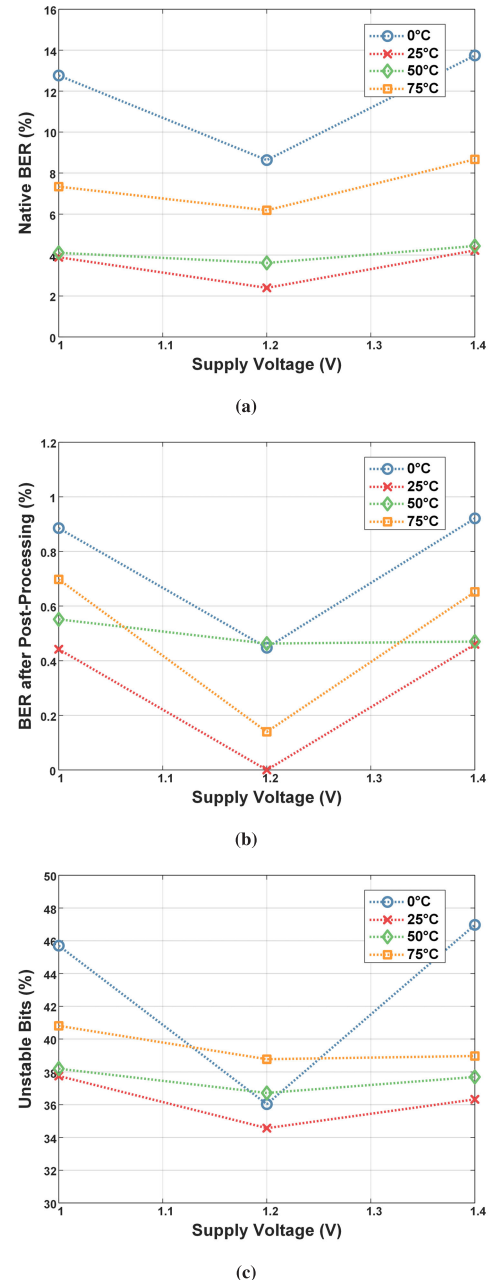 16
14
12
10
8
6
4
2
0
Native BER (%)
0°C
25°C
50°C
75°C
1
1.1
1.2
1.3
1.4
Supply Voltage (V)
(a)
1.2
1
0.8
0.6
0.4
0.2
0
BER after Post-Processing (%)
0°C
25°C
50°C
75°C
1
1.1
1.2
1.3
1.4
Supply Voltage (V)
(b)
50
48
46
44
42
40
38
36
34
32
30
Unstable Bits (%)
0°C
25°C
50°C
75°C
1
1.1
1.2
1.3
1.4
Supply Voltage (V)
(c)